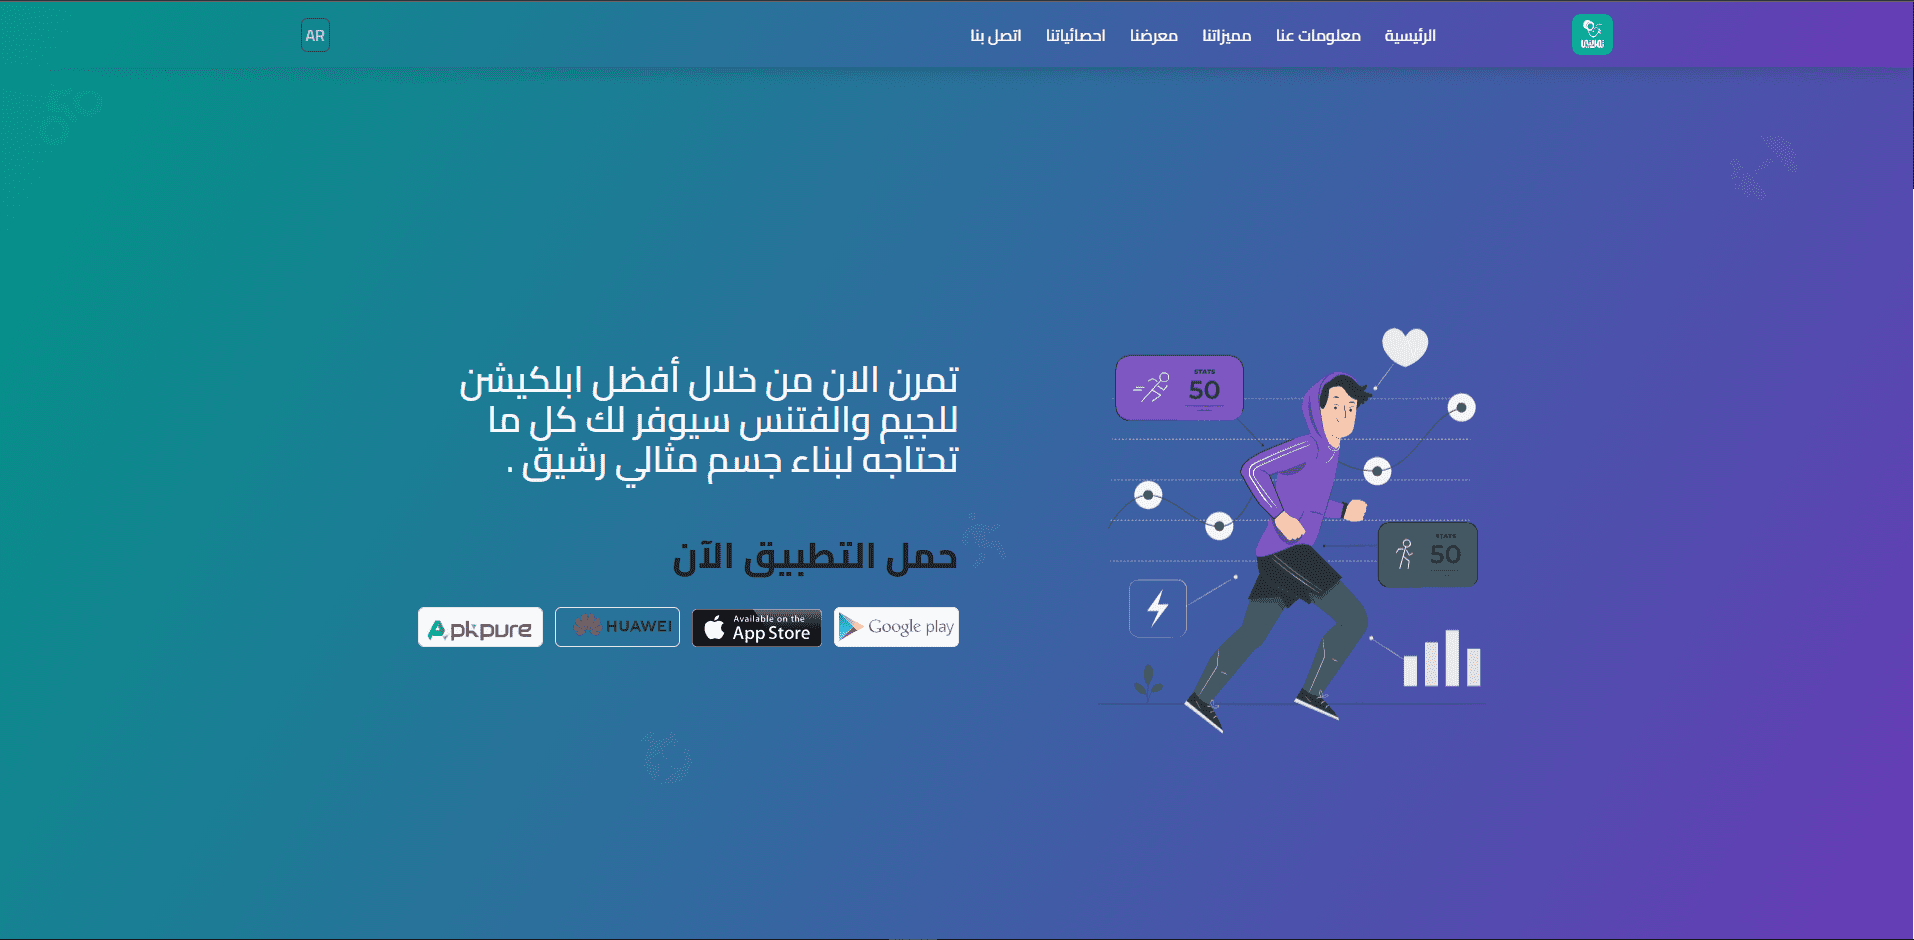 الرئيسية
معلومات عنا
مميزاتنا
معرضنا
احصائياتنا
اتصل بنا
AR
STATS
50
STATS
50
تمرن الان من خلال أفضل ابلكيشن
للجيم والفتنس سيوفر لك كل ما
تحتاجه لبناء جسم مثالي رشيق .
حمل التطبيق الآن
Google play
Available on the
App Store
HUAWEI
Apkpure